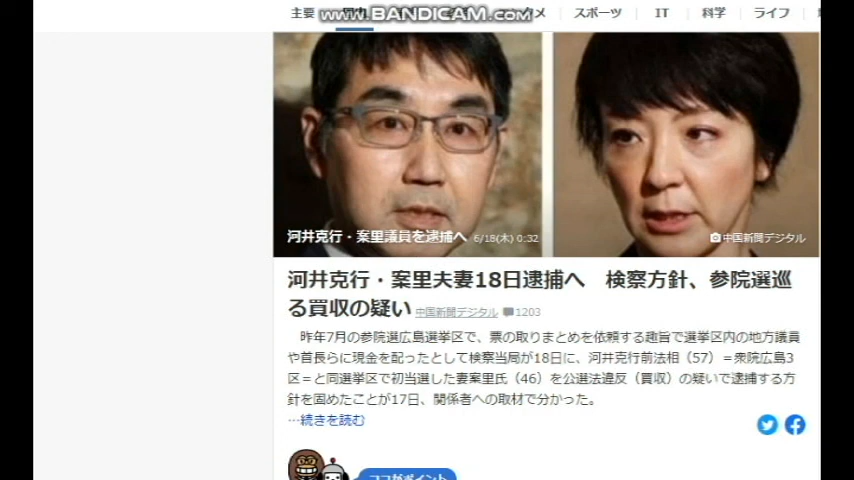 主要
www.BANDICAM.com
スポーツ
IT
科学
ライフ
河井克行・案里議員を逮捕へ 6/18(木) 0:32
中国新聞デジタル
河井克行・案里夫妻18日逮捕へ 検察方針、参院選巡
る買収の疑い 中国新聞デジタル 1203
昨年7月の参院選広島選挙区で、票の取りまとめを依頼する趣旨で選挙区内の地方議員
や首長らに現金を配ったとして検察当局が18日に、河井克行前法相（57）＝衆院広島3
区＝と同選挙区で初当選した妻案里氏（46）を公選法違反（買収）の疑いで逮捕する方
針を固めたことが17日、関係者への取材で分かった。
…続きを読む
ココがポイント